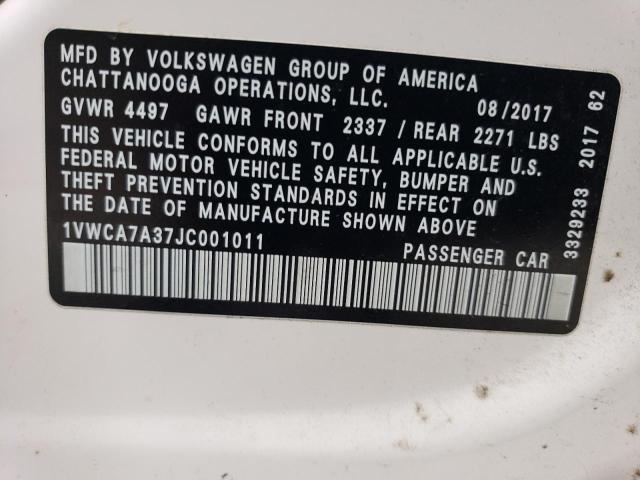 MFD BY VOLKSWAGEN GROUP OF AMERICA
CHATTANOOGA OPERATIONS, LLC. 08/2017
GVWR 4497 GAWR FRONT 2337 / REAR 2271 LBS
THIS VEHICLE CONFORMS TO ALL APPLICABLE U.S.
FEDERAL MOTOR VEHICLE SAFETY, BUMPER AND
THEFT PREVENTION STANDARDS IN EFFECT ON
THE DATE OF MANUFACTURE SHOWN ABOVE
1VWCA7A37JC001011 PASSENGER CAR
3329233 2017 62